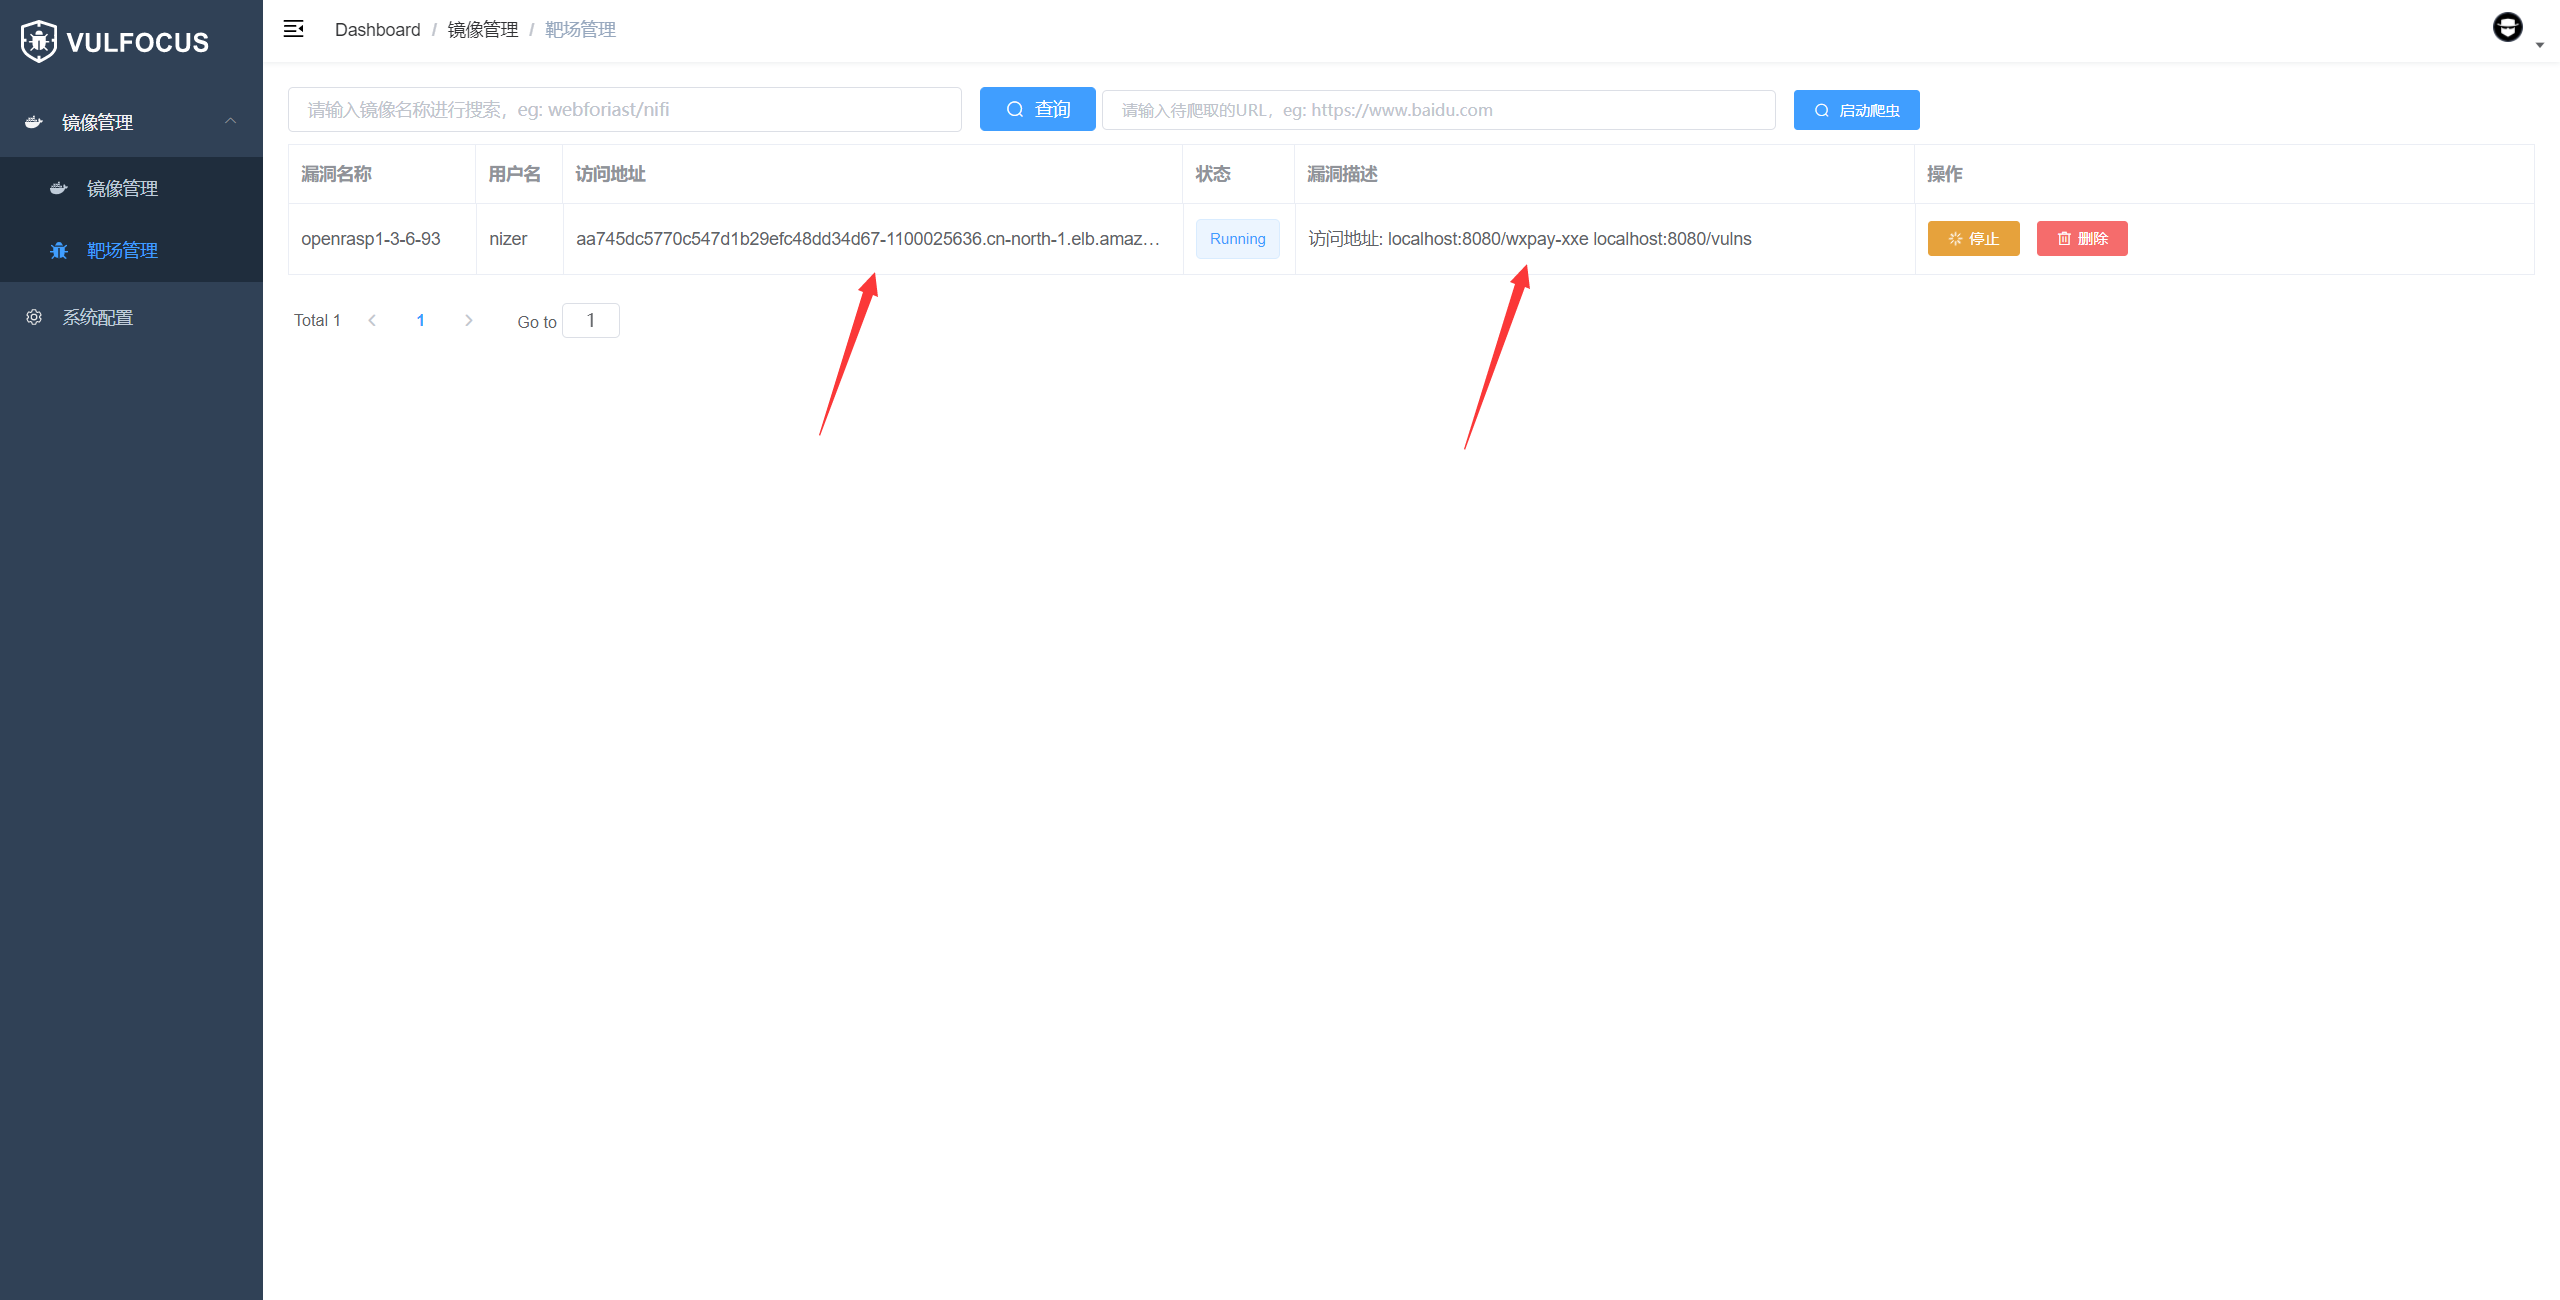 VULFOCUS
镜像管理
镜像管理
靶场管理
系统配置
Dashboard / 镜像管理 / 靶场管理
请输入镜像名称进行搜索，eg: webforiast/nifi 查询 请输入待爬取的URL，eg: https://www.baidu.com 启动爬虫
漏洞名称 用户名 访问地址 状态 漏洞描述 操作
openrasp1-3-6-93 nizer aa745dc5770c547d1b29efc48dd34d67-1100025636.cn-north-1.elb.amaz… Running 访问地址: localhost:8080/wxpay-xxe localhost:8080/vulns 停止 删除
Total 1 1 Go to 1